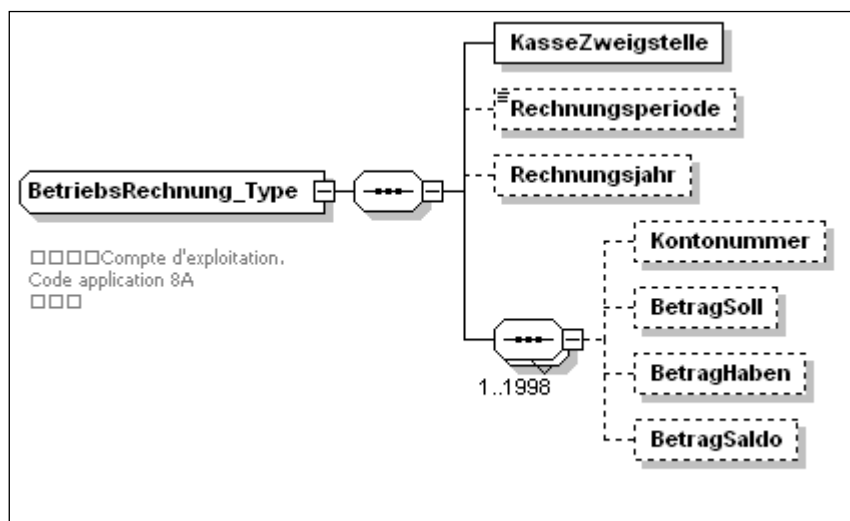 KasseZweigstelle
Rechnungsperiode
Rechnungsjahr
BetriebsRechnung_Type
□□□□Compte d'exploitation.
Code application 8A
□□□
Kontonummer
BetragSoll
BetragHaben
BetragSaldo
1..1998